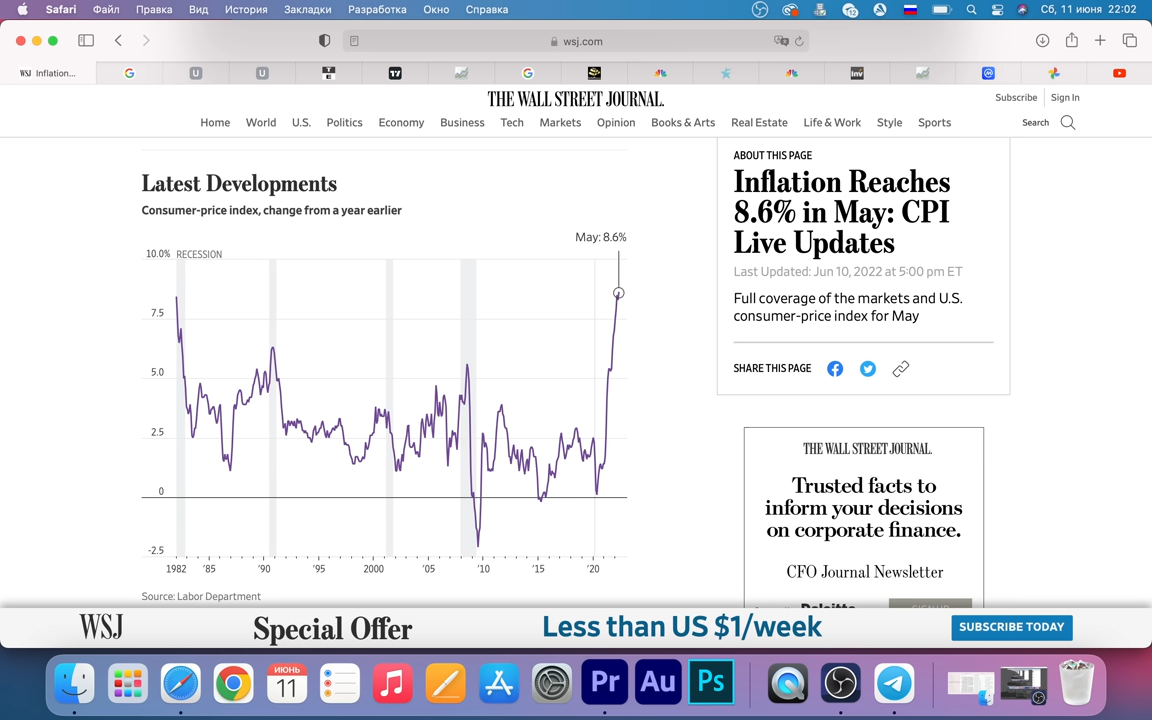 Safari Файл Правка Вид История Закладки Разработка Окно Справка
12
Сб, 11 июня 22:02
wsj.com
WSJ Inflation...
THE WALL STREET JOURNAL.
Subscribe Sign In
Home World U.S. Politics Economy Business Tech Markets Opinion Books & Arts Real Estate Life & Work Style Sports
Search
Latest Developments
Consumer-price index, change from a year earlier
May: 8.6%
10.0% RECESSION
7.5
5.0
2.5
0
-2.5
1982 '85 '90 '95 2000 '05 '10 '15 '20
Source: Labor Department
ABOUT THIS PAGE
Inflation Reaches
8.6% in May: CPI
Live Updates
Last Updated: Jun 10, 2022 at 5:00 pm ET
Full coverage of the markets and U.S.
consumer-price index for May
SHARE THIS PAGE
THE WALL STREET JOURNAL.
Trusted facts to
inform your decisions
on corporate finance.
CFO Journal Newsletter
Deloitte
WSJ Special Offer Less than US $1/week SUBSCRIBE TODAY
ИЮНЬ
11
Pr Au Ps